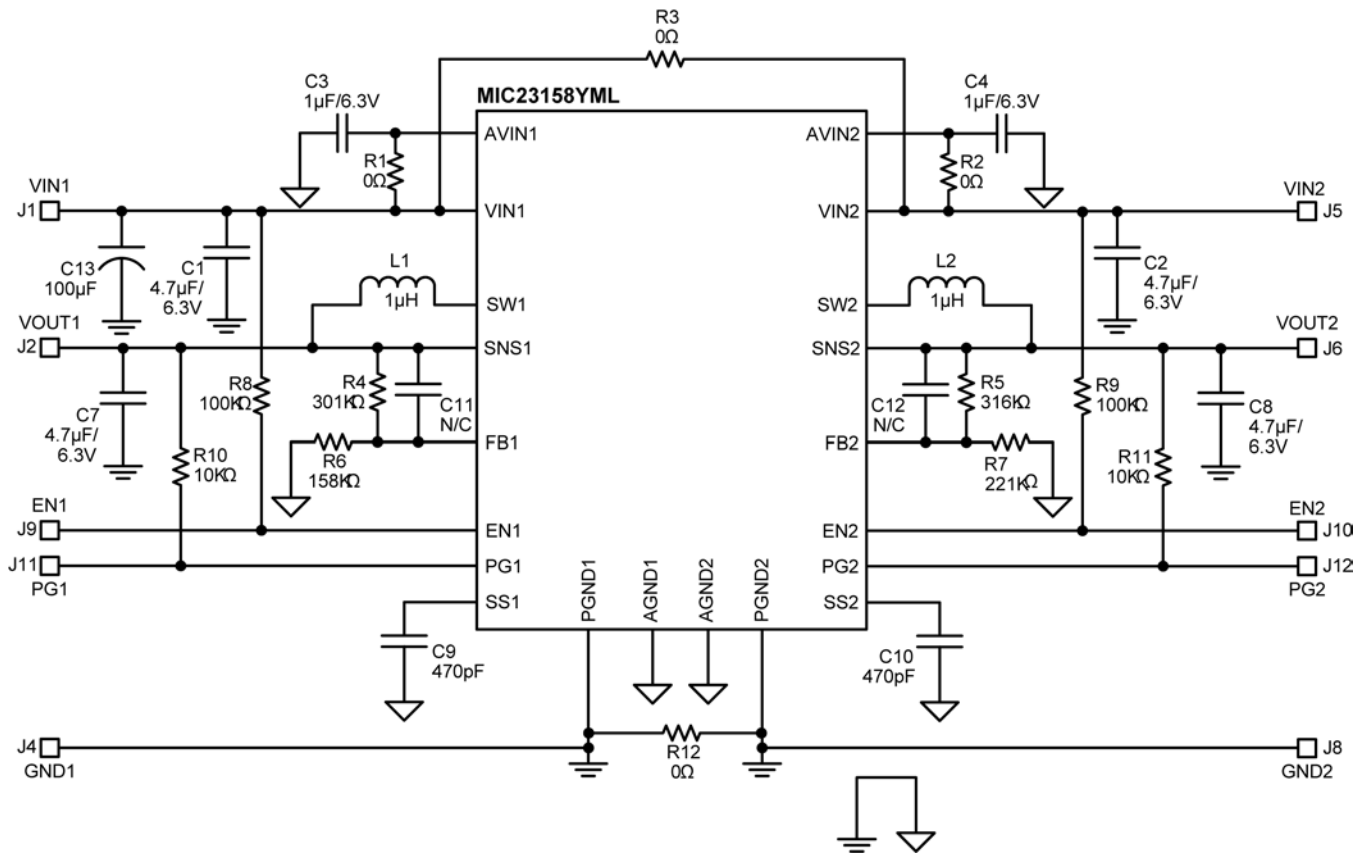 R3
0Ω
C3
1µF/6.3V
MIC23158YML
C4
1µF/6.3V
AVIN1
AVIN2
R1
0Ω
R2
0Ω
VIN1
J1
VIN1
VIN2
VIN2
J5
C13
100µF
C1
4.7µF/
6.3V
L1
1µH
SW1
SW2
L2
1µH
C2
4.7µF/
6.3V
VOUT1
J2
SNS1
SNS2
VOUT2
J6
C7
4.7µF/
6.3V
R8
100KΩ
R4
301KΩ
C11
N/C
C12
N/C
R5
316KΩ
R9
100KΩ
C8
4.7µF/
6.3V
R10
10KΩ
R6
158KΩ
FB1
FB2
R7
221KΩ
R11
10KΩ
EN1
J9
EN1
EN2
EN2
J10
J11
PG1
PG1
PG2
J12
PG2
SS1
PGND1
AGND1
AGND2
PGND2
SS2
C9
470pF
C10
470pF
J4
GND1
R12
0Ω
J8
GND2